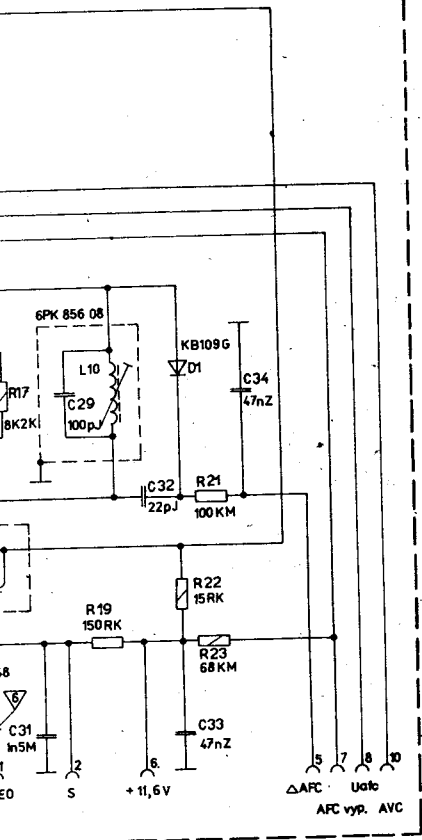 6PK 856 08
KB109G
L10
D1
C34
47nZ
R17
C29
8K2K
100pJ
C32
22pJ
R21
100KM
R22
15RK
R19
150RK
R23
68KM
6
C31
1n5M
C33
47nZ
2
6.
5
7
8
10
S
+ 11,6V
△AFC
Uafc
AFC vyp.
AVC